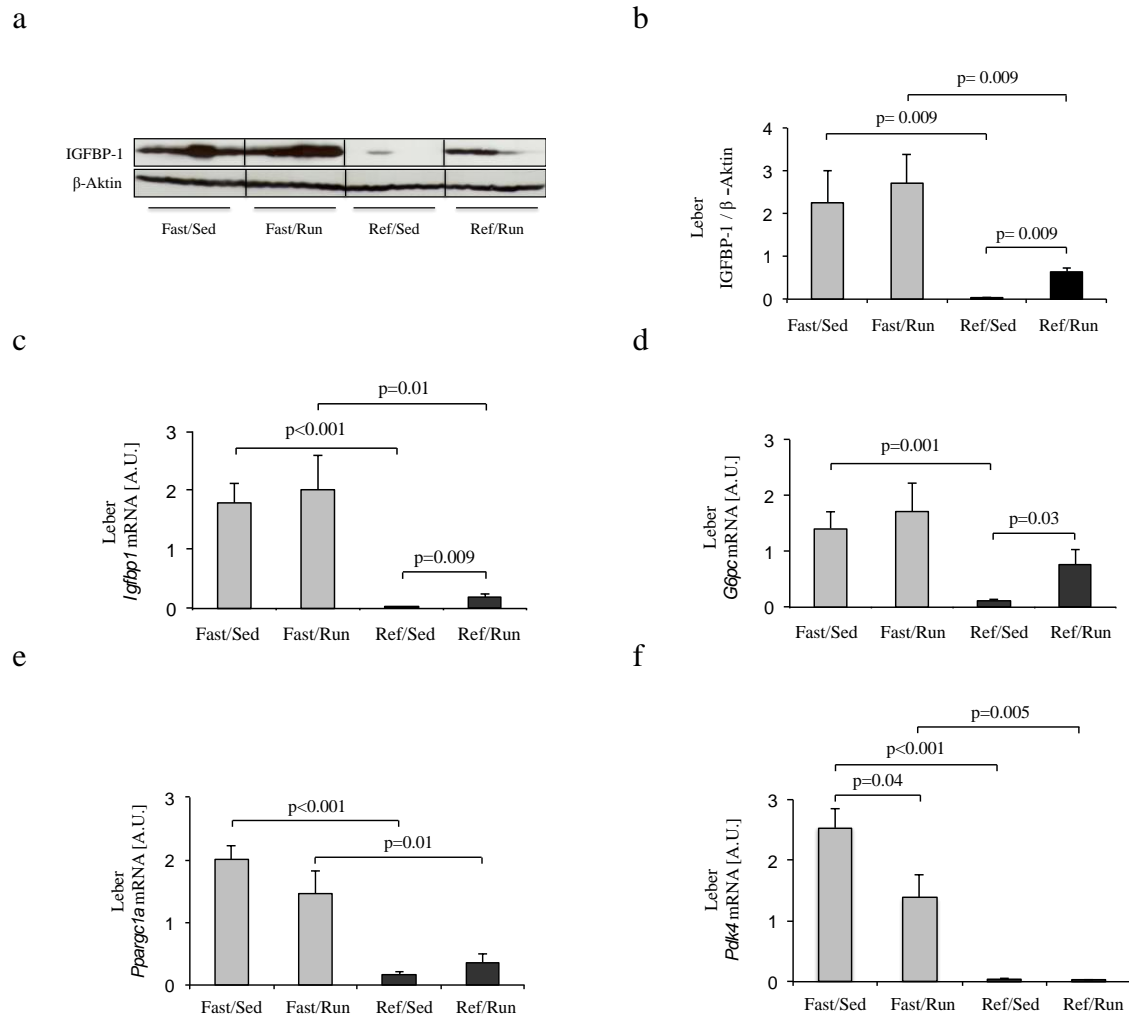 a
IGFBP-1
β-Aktin
Fast/Sed Fast/Run Ref/Sed Ref/Run
b
p= 0.009
p= 0.009
p= 0.009
Leber
IGFBP-1 / β -Aktin
4
3
2
1
0
Fast/Sed Fast/Run Ref/Sed Ref/Run
c
p=0.01
p<0.001
p=0.009
Leber
Igfbp1 mRNA [A.U.]
3
2
1
0
Fast/Sed Fast/Run Ref/Sed Ref/Run
d
p=0.001
p=0.03
Leber
G6pc mRNA [A.U.]
3
2
1
0
Fast/Sed Fast/Run Ref/Sed Ref/Run
e
p<0.001
p=0.01
Leber
Ppargc1a mRNA [A.U.]
3
2
1
0
Fast/Sed Fast/Run Ref/Sed Ref/Run
f
p=0.005
p<0.001
p=0.04
Leber
Pdk4 mRNA [A.U.]
3
2
1
0
Fast/Sed Fast/Run Ref/Sed Ref/Run